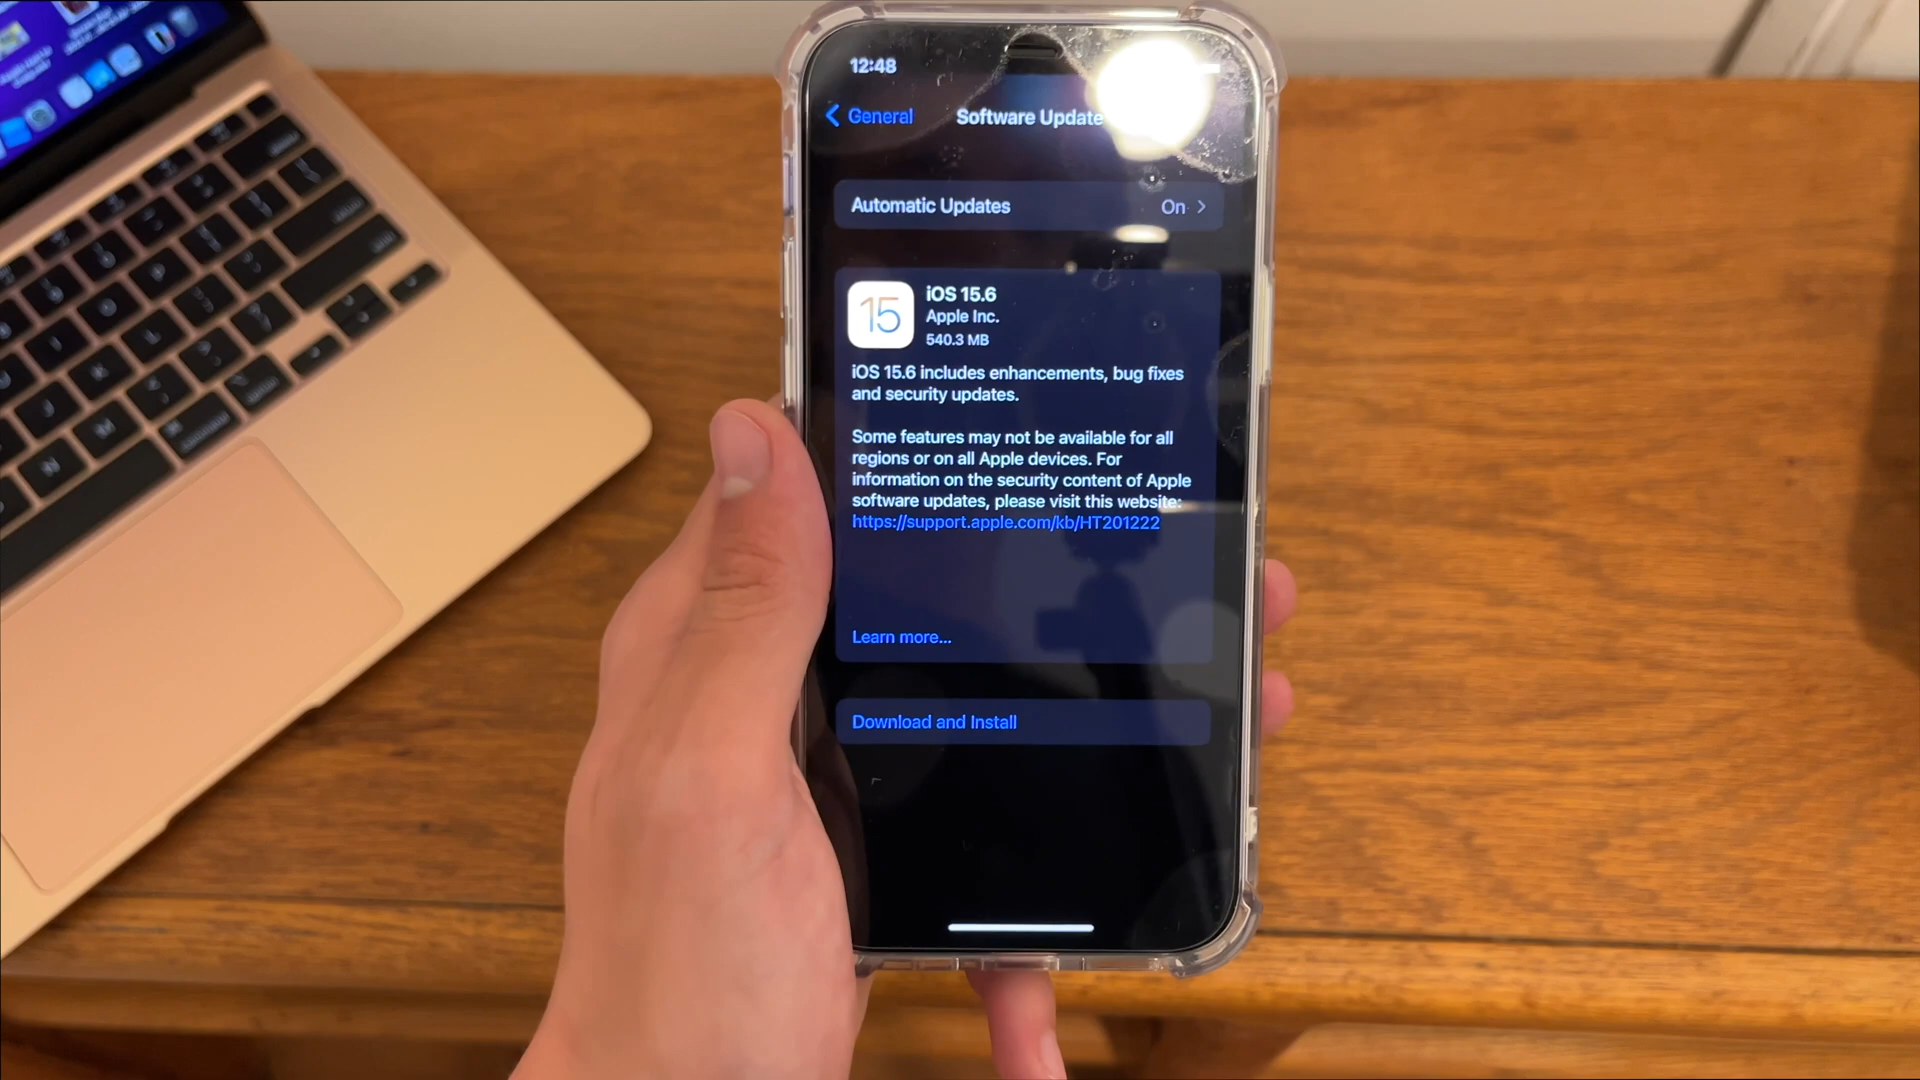 12:48
General
Software Update
Automatic Updates
On
15
iOS 15.6
Apple Inc.
540.3 MB
iOS 15.6 includes enhancements, bug fixes
and security updates.
Some features may not be available for all
regions or on all Apple devices. For
information on the security content of Apple
software updates, please visit this website:
https://support.apple.com/kb/HT201222
Learn more...
Download and Install